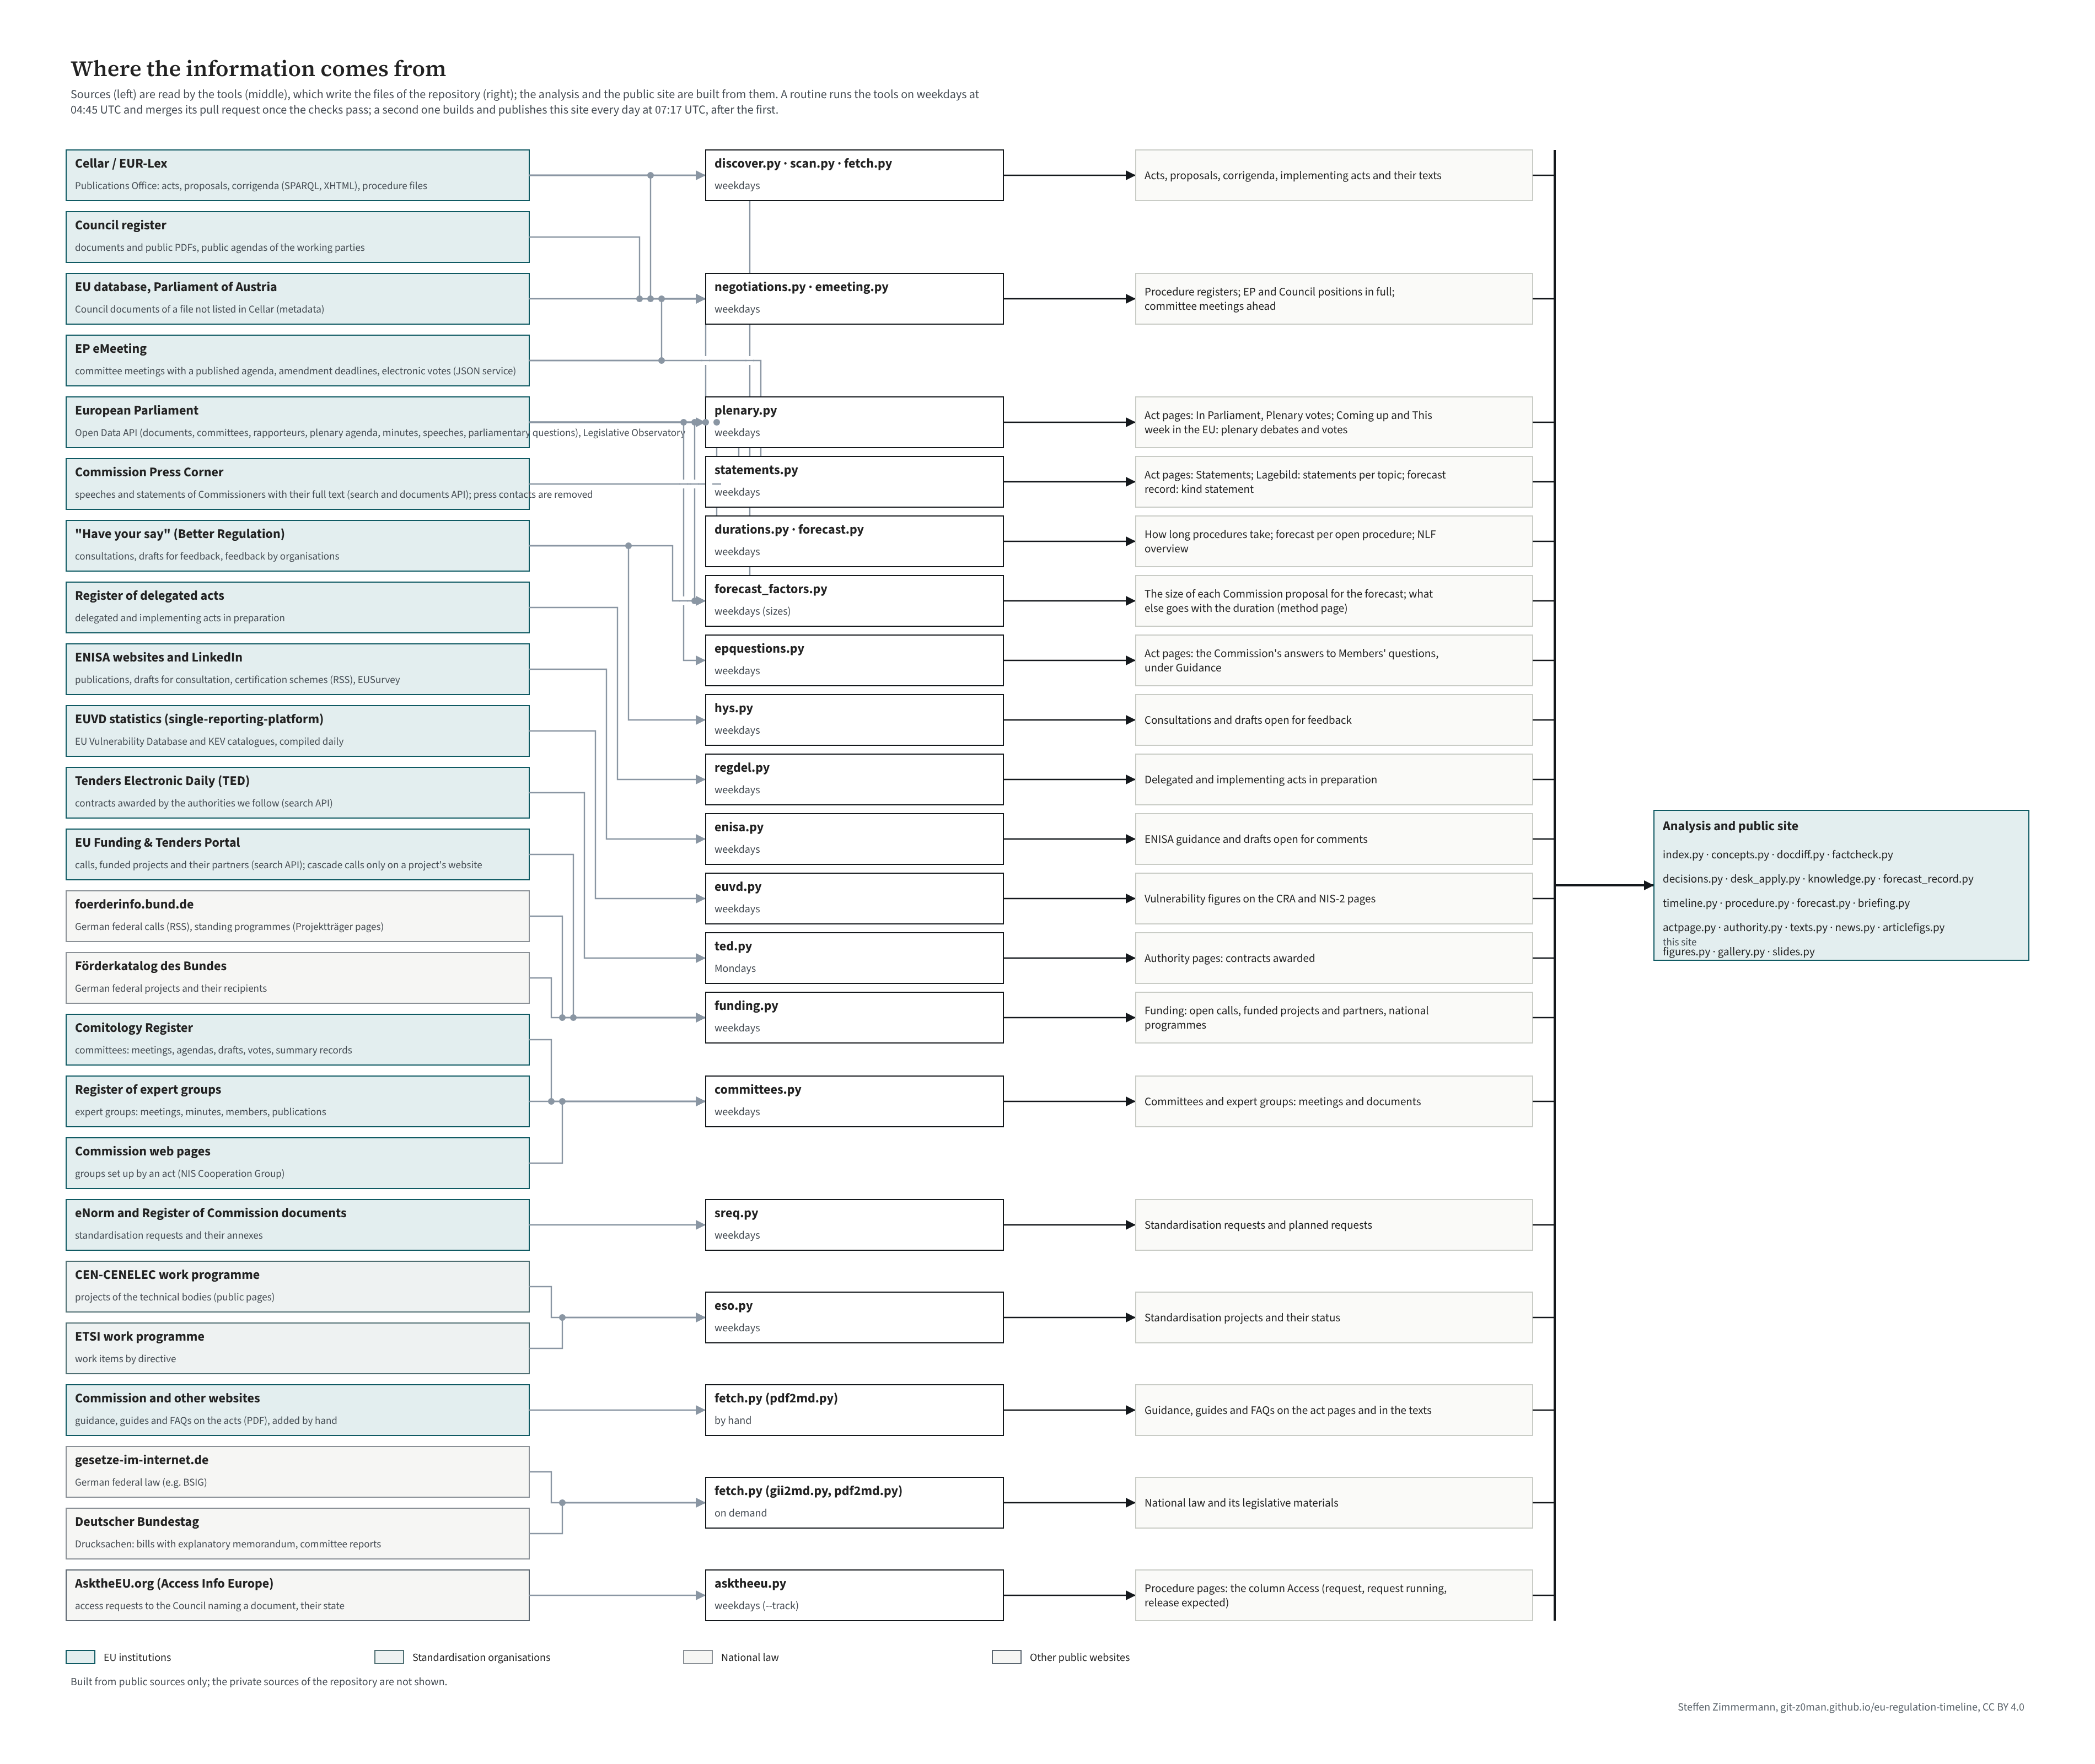 Where the information comes from
Sources (left) are read by the tools (middle), which write the files of the repository (right); the analysis and the public site are built from them. A routine runs the tools on weekdays at
04:45 UTC and merges its pull request once the checks pass; a second one builds and publishes this site every day at 07:17 UTC, after the first.
Cellar / EUR-Lex
Publications Office: acts, proposals, corrigenda (SPARQL, XHTML), procedure files
Council register
documents and public PDFs, public agendas of the working parties
EU database, Parliament of Austria
Council documents of a file not listed in Cellar (metadata)
EP eMeeting
committee meetings with a published agenda, amendment deadlines, electronic votes (JSON service)
European Parliament
Open Data API (documents, committees, rapporteurs, plenary agenda, minutes, speeches, parliamentary questions), Legislative Observatory
Commission Press Corner
speeches and statements of Commissioners with their full text (search and documents API); press contacts are removed
"Have your say" (Better Regulation)
consultations, drafts for feedback, feedback by organisations
Register of delegated acts
delegated and implementing acts in preparation
ENISA websites and LinkedIn
publications, drafts for consultation, certification schemes (RSS), EUSurvey
EUVD statistics (single-reporting-platform)
EU Vulnerability Database and KEV catalogues, compiled daily
Tenders Electronic Daily (TED)
contracts awarded by the authorities we follow (search API)
EU Funding & Tenders Portal
calls, funded projects and their partners (search API); cascade calls only on a project's website
foerderinfo.bund.de
German federal calls (RSS), standing programmes (Projektträger pages)
Förderkatalog des Bundes
German federal projects and their recipients
Comitology Register
committees: meetings, agendas, drafts, votes, summary records
Register of expert groups
expert groups: meetings, minutes, members, publications
Commission web pages
groups set up by an act (NIS Cooperation Group)
eNorm and Register of Commission documents
standardisation requests and their annexes
CEN-CENELEC work programme
projects of the technical bodies (public pages)
ETSI work programme
work items by directive
Commission and other websites
guidance, guides and FAQs on the acts (PDF), added by hand
gesetze-im-internet.de
German federal law (e.g. BSIG)
Deutscher Bundestag
Drucksachen: bills with explanatory memorandum, committee reports
AsktheEU.org (Access Info Europe)
access requests to the Council naming a document, their state
discover.py · scan.py · fetch.py
weekdays
negotiations.py · emeeting.py
weekdays
plenary.py
weekdays
statements.py
weekdays
durations.py · forecast.py
weekdays
forecast_factors.py
weekdays (sizes)
epquestions.py
weekdays
hys.py
weekdays
regdel.py
weekdays
enisa.py
weekdays
euvd.py
weekdays
ted.py
Mondays
funding.py
weekdays
committees.py
weekdays
sreq.py
weekdays
eso.py
weekdays
fetch.py (pdf2md.py)
by hand
fetch.py (gii2md.py, pdf2md.py)
on demand
asktheeu.py
weekdays (--track)
Acts, proposals, corrigenda, implementing acts and their texts
Procedure registers; EP and Council positions in full;
committee meetings ahead
Act pages: In Parliament, Plenary votes; Coming up and This
week in the EU: plenary debates and votes
Act pages: Statements; Lagebild: statements per topic; forecast
record: kind statement
How long procedures take; forecast per open procedure; NLF
overview
The size of each Commission proposal for the forecast; what
else goes with the duration (method page)
Act pages: the Commission's answers to Members' questions,
under Guidance
Consultations and drafts open for feedback
Delegated and implementing acts in preparation
ENISA guidance and drafts open for comments
Vulnerability figures on the CRA and NIS-2 pages
Authority pages: contracts awarded
Funding: open calls, funded projects and partners, national
programmes
Committees and expert groups: meetings and documents
Standardisation requests and planned requests
Standardisation projects and their status
Guidance, guides and FAQs on the act pages and in the texts
National law and its legislative materials
Procedure pages: the column Access (request, request running,
release expected)
Analysis and public site
index.py · concepts.py · docdiff.py · factcheck.py
decisions.py · desk_apply.py · knowledge.py · forecast_record.py
timeline.py · procedure.py · forecast.py · briefing.py
actpage.py · authority.py · texts.py · news.py · articlefigs.py
this site
figures.py · gallery.py · slides.py
EU institutions
Standardisation organisations
National law
Other public websites
Built from public sources only; the private sources of the repository are not shown.
Steffen Zimmermann, git-z0man.github.io/eu-regulation-timeline, CC BY 4.0